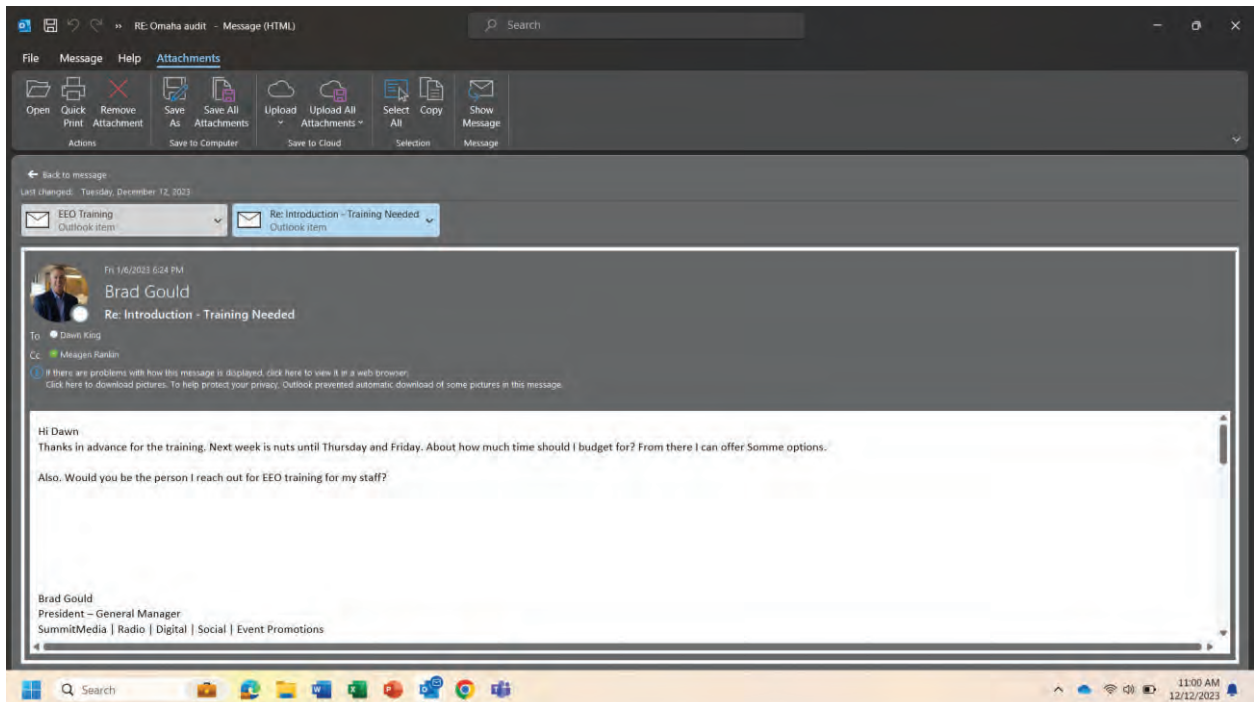 RE: Omaha audit - Message (HTML)
Search
File Message Help Attachments
Open Quick Print Remove Attachment Save As Save All Attachments Upload Upload All Attachments Select All Copy Show Message
Actions Save to Computer Save to Cloud Selection Message
Back to message
Last changed: Tuesday, December 12, 2023
EEO Training
Outlook item
Re: Introduction - Training Needed
Outlook item
Fri 1/6/2023 6:24 PM
Brad Gould
Re: Introduction - Training Needed
To Dawn King
Cc Meagen Rankin
If there are problems with how this message is displayed, click here to view it in a web browser.
Click here to download pictures. To help protect your privacy, Outlook prevented automatic download of some pictures in this message.
Hi Dawn
Thanks in advance for the training. Next week is nuts until Thursday and Friday. About how much time should I budget for? From there I can offer Somme options.
Also. Would you be the person I reach out for EEO training for my staff?
Brad Gould
President – General Manager
SummitMedia | Radio | Digital | Social | Event Promotions
Search
11:00 AM
12/12/2023